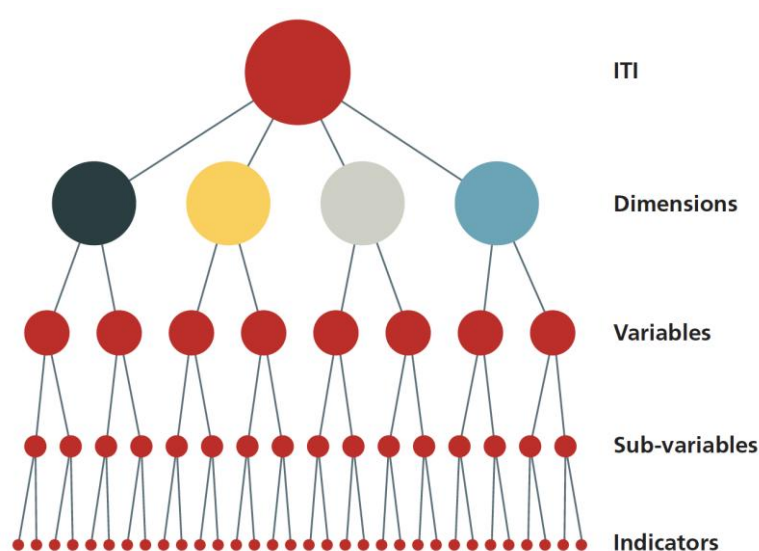 ITI
Dimensions
Variables
Sub-variables
Indicators